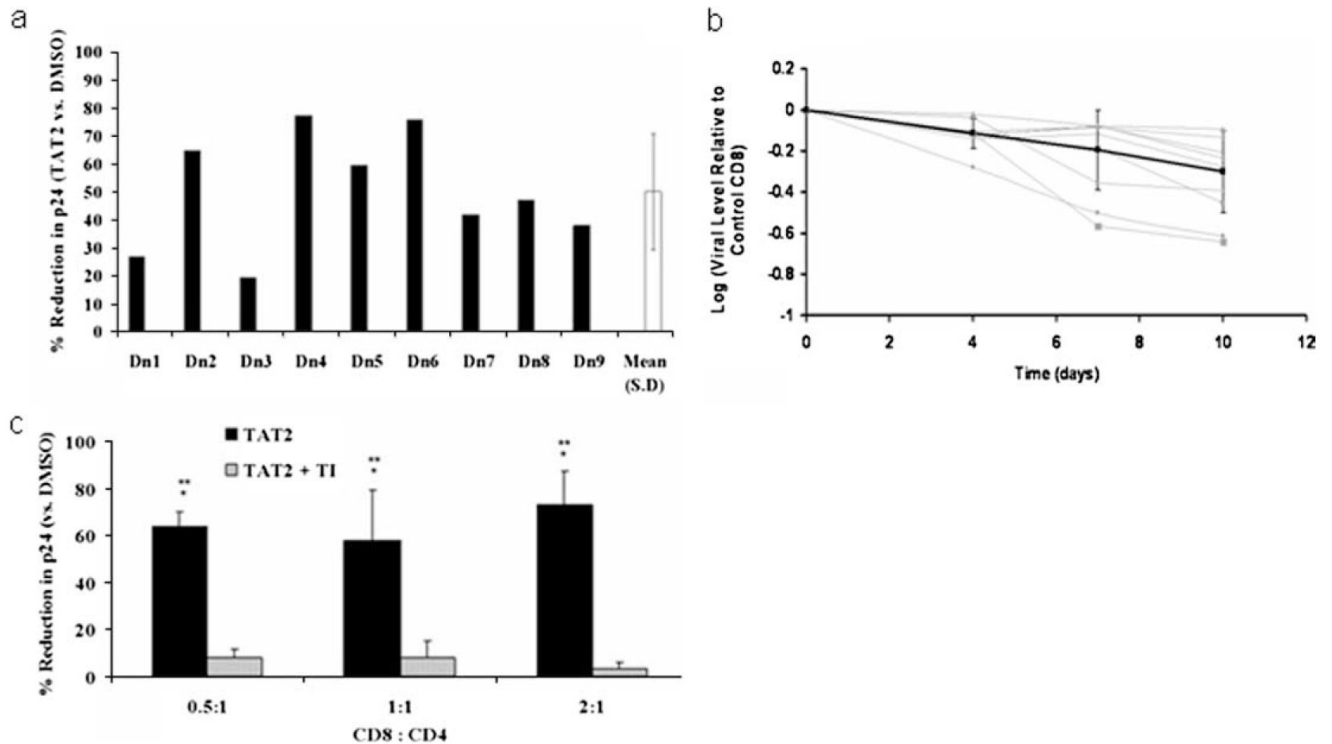 a
% Reduction in p24 (TAT2 vs. DMSO)
100
90
80
70
60
50
40
30
20
10
0
Dn1 Dn2 Dn3 Dn4 Dn5 Dn6 Dn7 Dn8 Dn9 Mean
(S.D)
b
Log (Viral Level Relative to
Control CD8)
0.2
0
-0.2
-0.4
-0.6
-0.8
-1
0 2 4 6 8 10 12
Time (days)
c
% Reduction in p24 (vs. DMSO)
100
80
60
40
20
0
TAT2
TAT2 + TI
**
*
**
*
**
*
0.5:1 1:1 2:1
CD8 : CD4